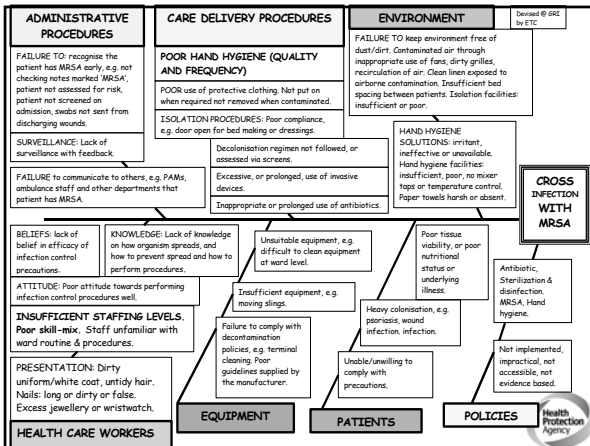 ADMINISTRATIVE
PROCEDURES
FAILURE TO: recognise the
patient has MRSA early, e.g. not
checking notes marked ‘MRSA’,
patient not assessed for risk,
patient not screened on
admission, swabs not sent from
discharging wounds.
SURVEILLANCE: Lack of
surveillance with feedback.
FAILURE to communicate to others, e.g. PAMs,
ambulance staff and other departments that
patient has MRSA.
CARE DELIVERY PROCEDURES
POOR HAND HYGIENE (QUALITY
AND FREQUENCY)
POOR use of protective clothing. Not put on
when required not removed when contaminated.
ISOLATION PROCEDURES: Poor compliance,
e.g. door open for bed making or dressings.
Decolonisation regimen not followed, or
assessed via screens.
Excessive, or prolonged, use of invasive
devices.
Inappropriate or prolonged use of antibiotics.
ENVIRONMENT
Devised @ GRI
by ETC
FAILURE TO keep environment free of
dust/dirt. Contaminated air through
inappropriate use of fans, dirty grilles,
recirculation of air. Clean linen exposed to
airborne contamination. Insufficient bed
spacing between patients. Isolation facilities:
insufficient or poor.
HAND HYGIENE
SOLUTIONS: irritant,
ineffective or unavailable.
Hand hygiene facilities:
insufficient, poor, no mixer
taps or temperature control.
Paper towels harsh or absent.
CROSS
INFECTION
WITH
MRSA
BELIEFS: lack of
belief in efficacy of
infection control
precautions.
KNOWLEDGE: Lack of knowledge
on how organism spreads, and
how to prevent spread and how to
perform procedures.
ATTITUDE: Poor attitude towards performing
infection control procedures well.
INSUFFICIENT STAFFING LEVELS.
Poor skill-mix. Staff unfamiliar with
ward routine & procedures.
PRESENTATION: Dirty
uniform/white coat, untidy hair.
Nails: long or dirty or false.
Excess jewellery or wristwatch.
HEALTH CARE WORKERS
Unsuitable equipment, e.g.
difficult to clean equipment
at ward level.
Insufficient equipment, e.g.
moving slings.
Failure to comply with
decontamination
policies, e.g. terminal
cleaning. Poor
guidelines supplied by
the manufacturer.
EQUIPMENT
Poor tissue
viability, or poor
nutritional
status or
underlying
illness.
Heavy colonisation, e.g.
psoriasis, wound
infection. infection.
Unable/unwilling to
comply with
precautions.
PATIENTS
Antibiotic,
Sterilization &
disinfection.
MRSA, Hand
hygiene.
Not implemented,
impractical, not
accessible, not
evidence based.
POLICIES
Health
Protection
Agency